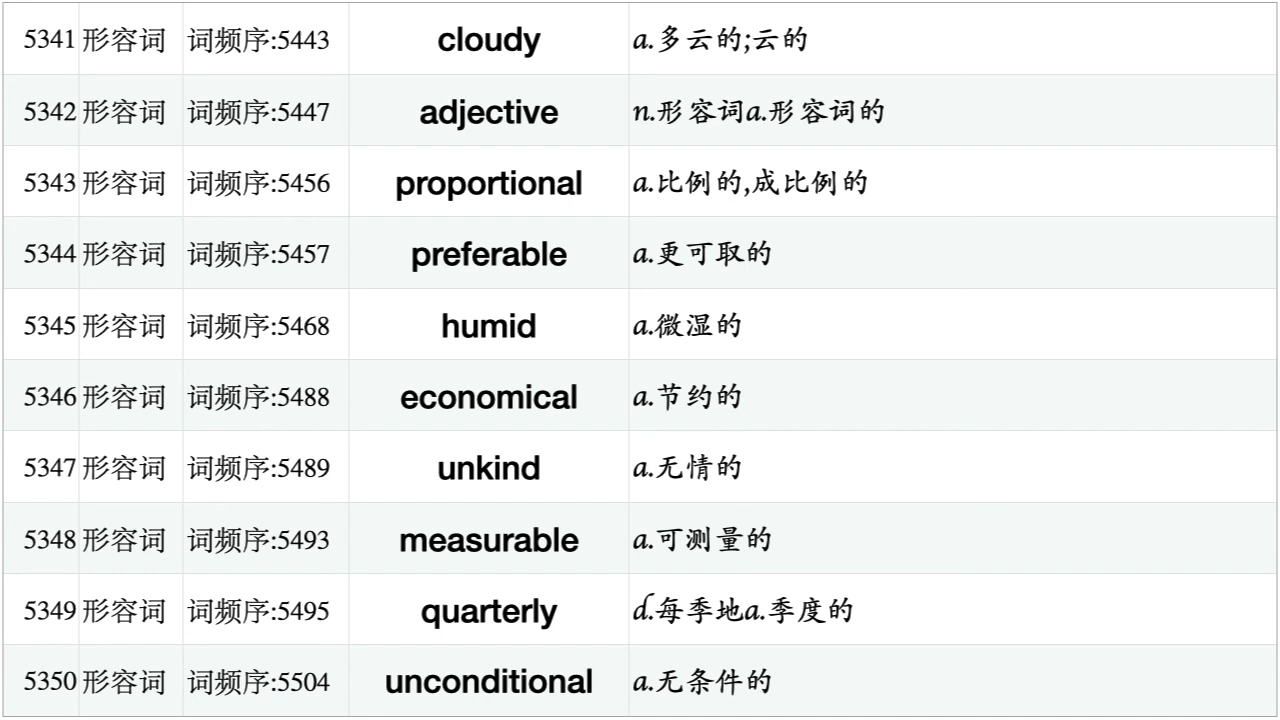 5341 形容词 词频序:5443 cloudy a.多云的;云的
5342 形容词 词频序:5447 adjective n.形容词a.形容词的
5343 形容词 词频序:5456 proportional a.比例的,成比例的
5344 形容词 词频序:5457 preferable a.更可取的
5345 形容词 词频序:5468 humid a.微湿的
5346 形容词 词频序:5488 economical a.节约的
5347 形容词 词频序:5489 unkind a.无情的
5348 形容词 词频序:5493 measurable a.可测量的
5349 形容词 词频序:5495 quarterly d.每季地a.季度的
5350 形容词 词频序:5504 unconditional a.无条件的